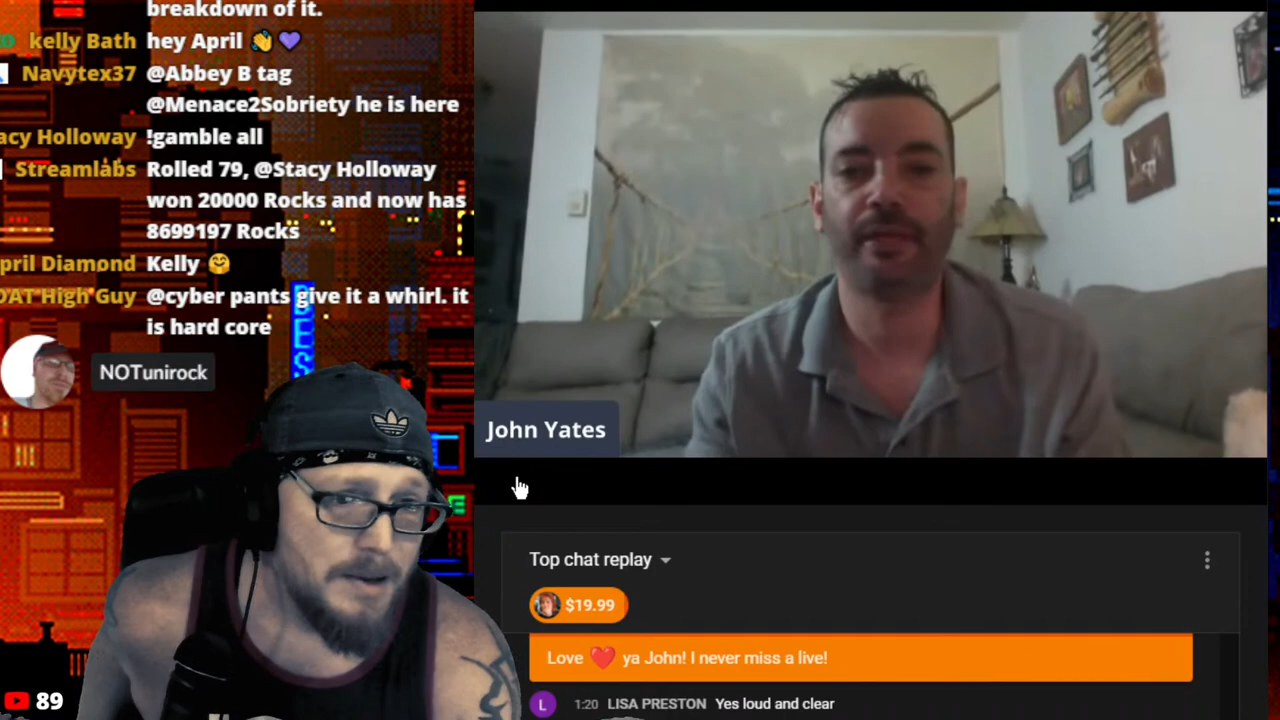 breakdown of it.
kelly Bath hey April 👏 💜
Navytex37 @Abbey B tag
@Menace2Sobriety he is here
acy Holloway !gamble all
Streamlabs Rolled 79, @Stacy Holloway
won 20000 Rocks and now has
8699197 Rocks
pril Diamond Kelly 🤗
OAT High Guy @cyber pants give it a whirl. it
is hard core
NOTunirock
John Yates
Top chat replay
$19.99
Love ❤️ ya John! I never miss a live!
L 1:20 LISA PRESTON Yes loud and clear
89